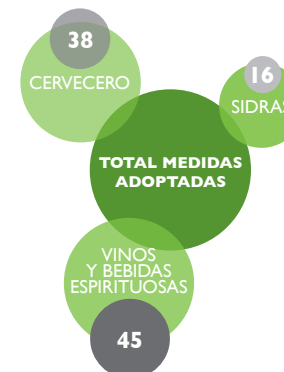 38
CERVECERO
16
SIDRAS
TOTAL MEDIDAS
ADOPTADAS
VINOS
Y BEBIDAS
ESPIRITUOSAS
45